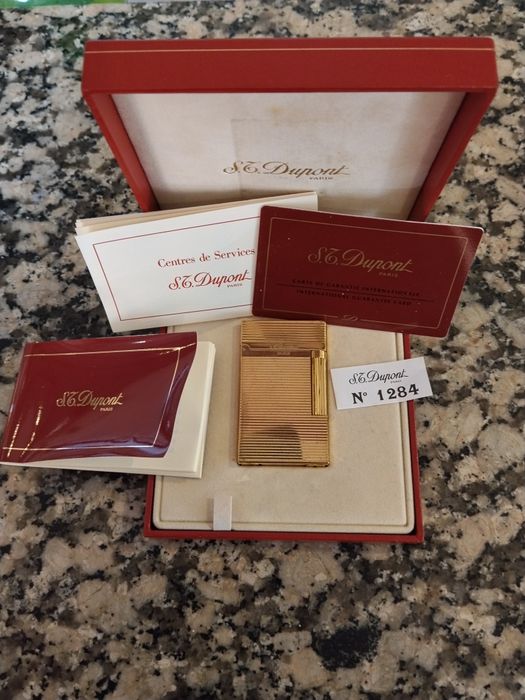 S.T. Dupont
PARIS
Centres de Services
S.T. Dupont
PARIS
S.T. Dupont
PARIS
CARTE DE GARANTIE INTERNATIONALE
INTERNATIONAL GUARANTEE CARD
S.T. Dupont
PARIS
S.T. Dupont
PARIS
N° 1284